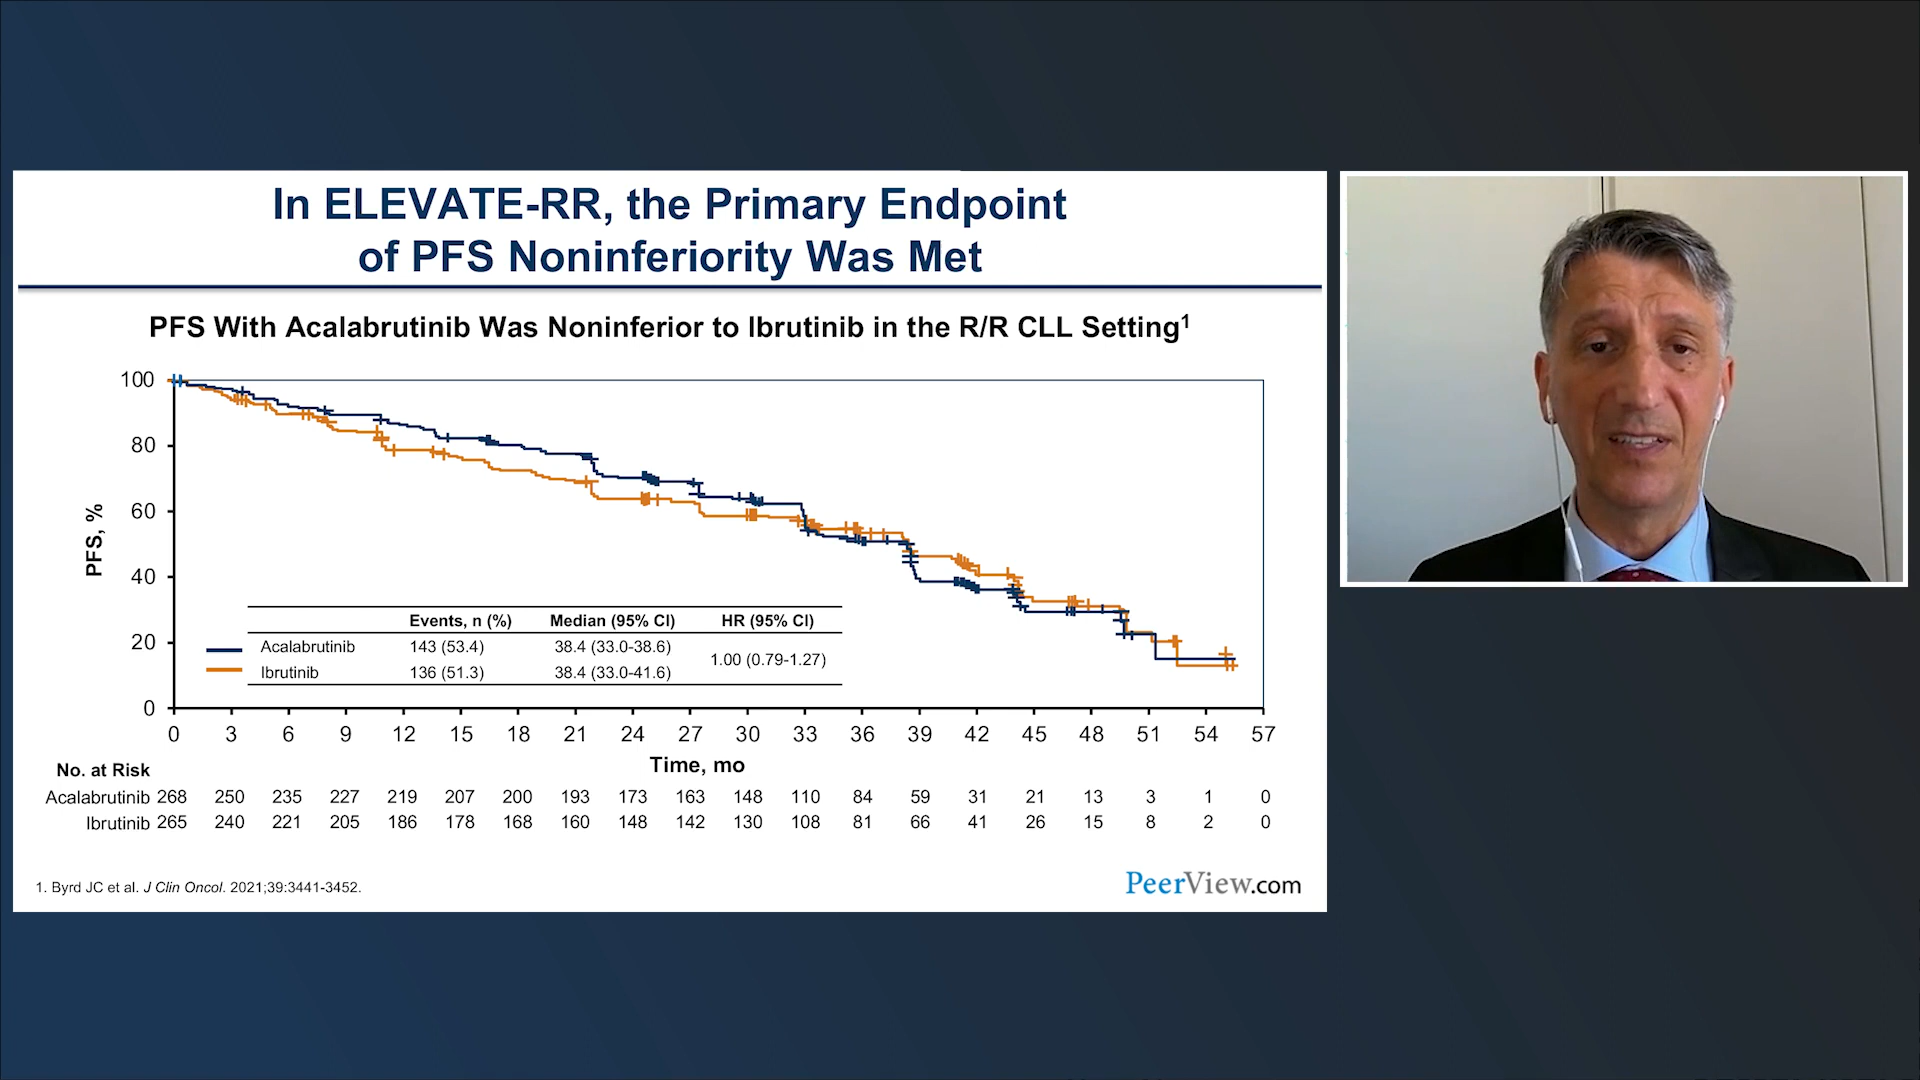 In ELEVATE-RR, the Primary Endpoint
of PFS Noninferiority Was Met
PFS With Acalabrutinib Was Noninferior to Ibrutinib in the R/R CLL Setting1
100
80
60
40
20
0
PFS, %
Events, n (%) Median (95% CI) HR (95% CI)
Acalabrutinib 143 (53.4) 38.4 (33.0-38.6)
1.00 (0.79-1.27)
Ibrutinib 136 (51.3) 38.4 (33.0-41.6)
0 3 6 9 12 15 18 21 24 27 30 33 36 39 42 45 48 51 54 57
Time, mo
No. at Risk
Acalabrutinib 268 250 235 227 219 207 200 193 173 163 148 110 84 59 31 21 13 3 1 0
Ibrutinib 265 240 221 205 186 178 168 160 148 142 130 108 81 66 41 26 15 8 2 0
1. Byrd JC et al. J Clin Oncol. 2021;39:3441-3452.
PeerView.com